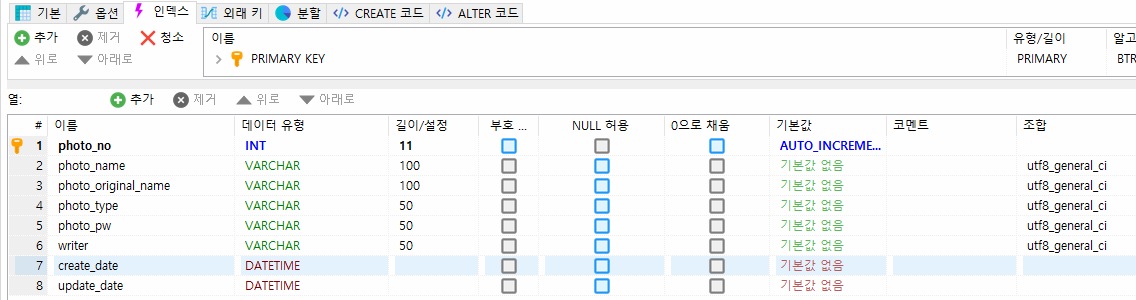 기본 옵션 인덱스 외래 키 분할 CREATE 코드 ALTER 코드
추가 제거 청소
위로 아래로
이름 유형/길이 알고
PRIMARY KEY PRIMARY BTR
열: 추가 제거 위로 아래로
# 이름 데이터 유형 길이/설정 부호 ... NULL 허용 0으로 채움 기본값 코멘트 조합
1 photo_no INT 11 AUTO_INCREME...
2 photo_name VARCHAR 100 기본값 없음 utf8_general_ci
3 photo_original_name VARCHAR 100 기본값 없음 utf8_general_ci
4 photo_type VARCHAR 50 기본값 없음 utf8_general_ci
5 photo_pw VARCHAR 50 기본값 없음 utf8_general_ci
6 writer VARCHAR 50 기본값 없음 utf8_general_ci
7 create_date DATETIME 기본값 없음
8 update_date DATETIME 기본값 없음